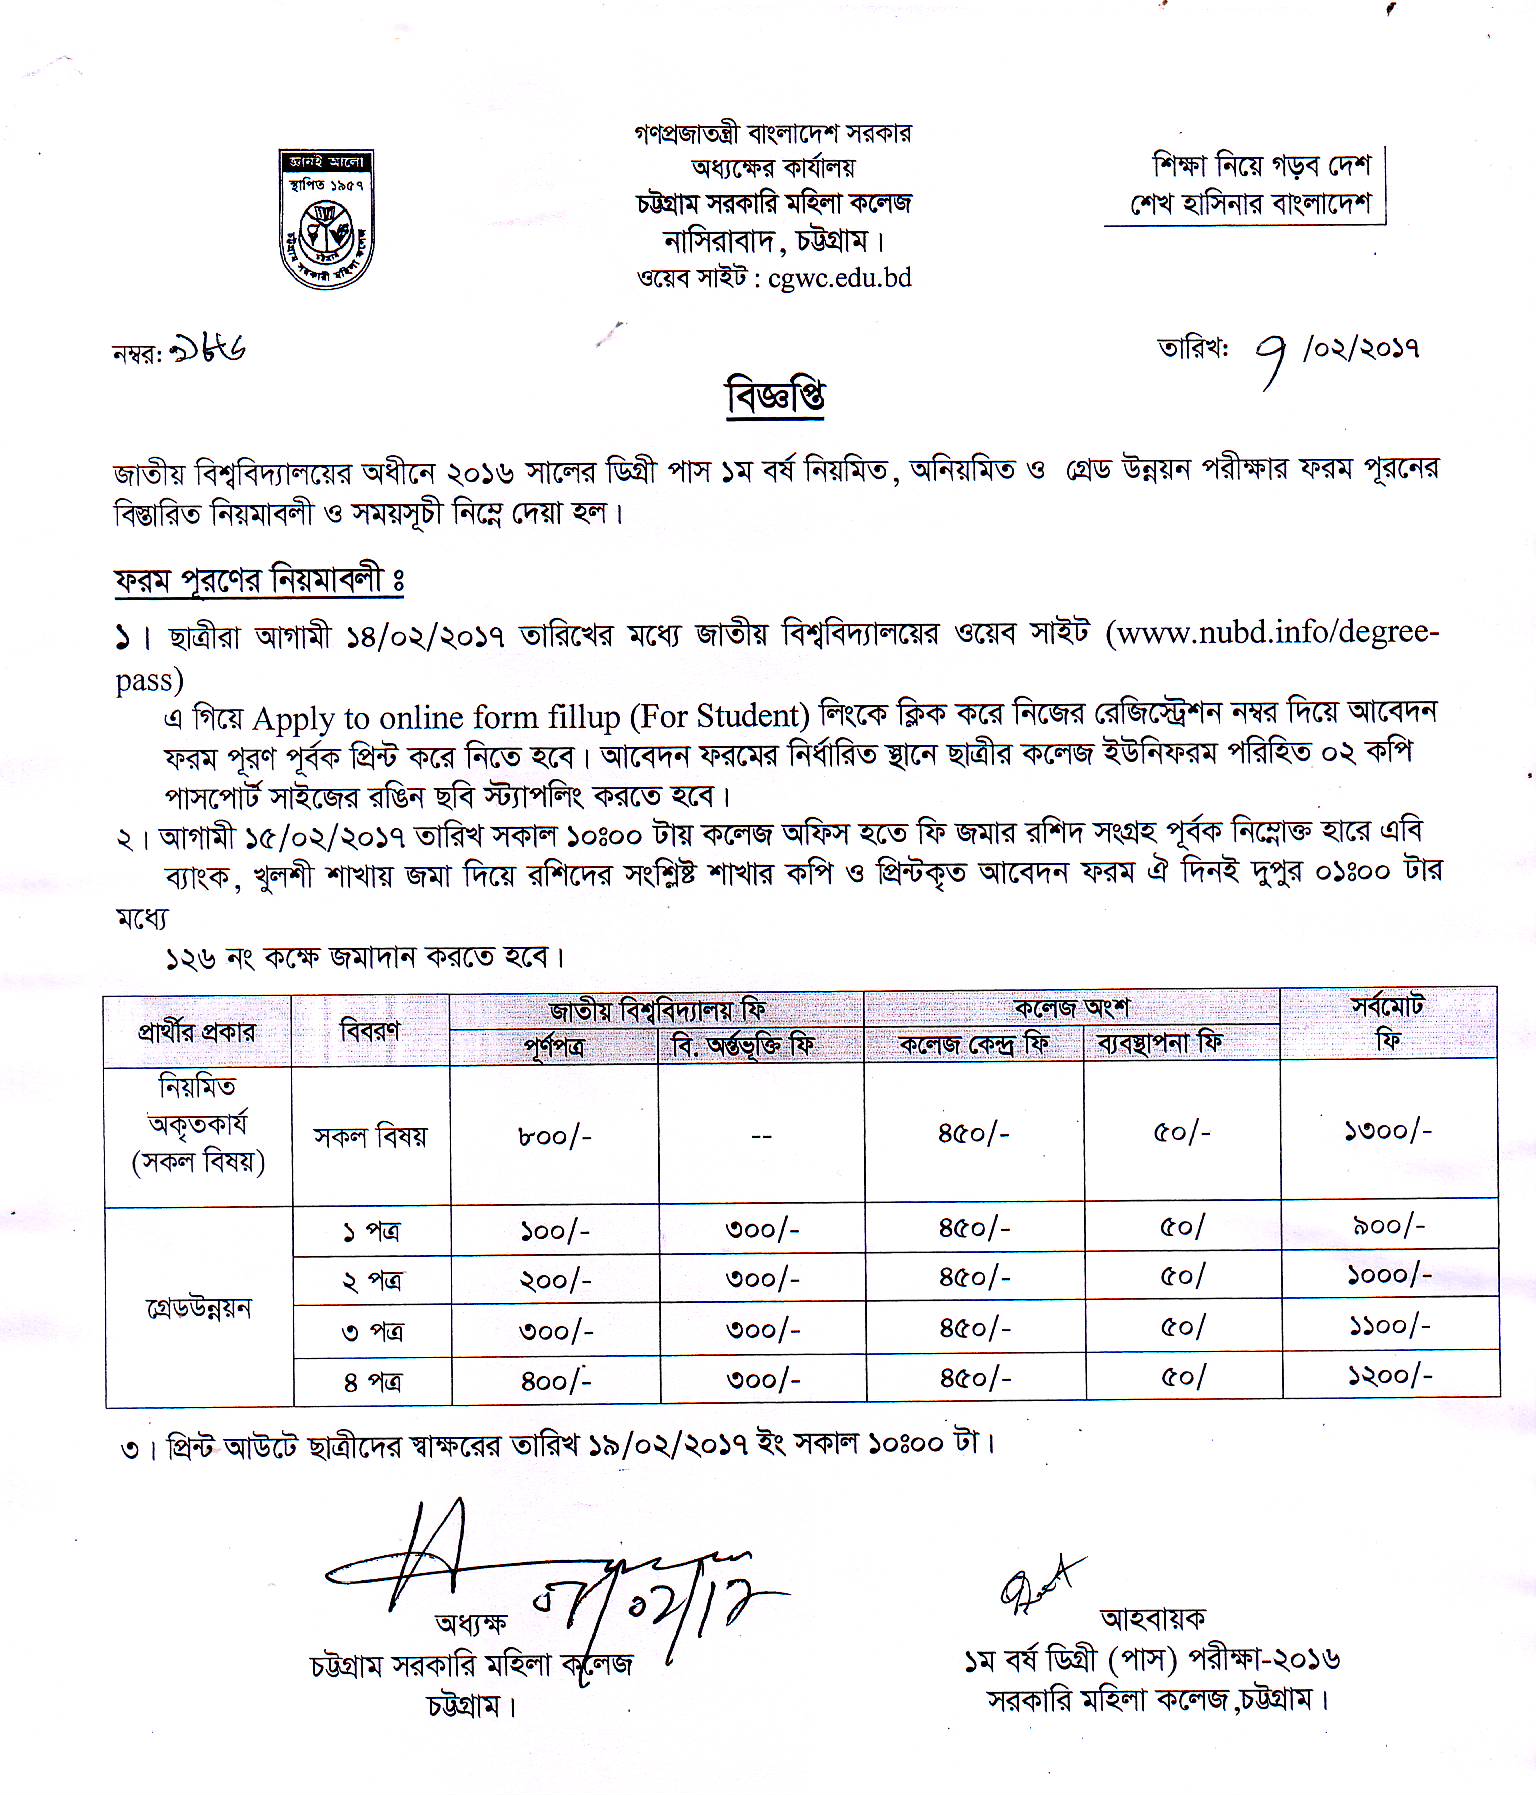 গণপ্রজাতন্ত্রী বাংলাদেশ সরকার
অধ্যক্ষের কার্যালয়
চট্টগ্রাম সরকারি মহিলা কলেজ
নাসিরাবাদ, চট্টগ্রাম।
ওয়েব সাইট : cgwc.edu.bd
জ্ঞানই আলো
স্থাপিত ১৯৫৭
চট্টগ্রাম সরকারী মহিলা কলেজ
শিক্ষা নিয়ে গড়ব দেশ
শেখ হাসিনার বাংলাদেশ
নম্বর:
তারিখ: ৭ /০২/২০১৭
বিজ্ঞপ্তি
জাতীয় বিশ্ববিদ্যালয়ের অধীনে ২০১৬ সালের ডিগ্রী পাস ১ম বর্ষ নিয়মিত, অনিয়মিত ও গ্রেড উন্নয়ন পরীক্ষার ফরম পূরনের
বিস্তারিত নিয়মাবলী ও সময়সূচী নিম্নে দেয়া হল।
ফরম পূরণের নিয়মাবলী ঃ
১। ছাত্রীরা আগামী ১৪/০২/২০১৭ তারিখের মধ্যে জাতীয় বিশ্ববিদ্যালয়ের ওয়েব সাইট (www.nubd.info/degree-
pass)
এ গিয়ে Apply to online form fillup (For Student) লিংকে ক্লিক করে নিজের রেজিস্ট্রেশন নম্বর দিয়ে আবেদন
ফরম পূরণ পূর্বক প্রিন্ট করে নিতে হবে। আবেদন ফরমের নির্ধারিত স্থানে ছাত্রীর কলেজ ইউনিফরম পরিহিত ০২ কপি
পাসপোর্ট সাইজের রঙিন ছবি স্ট্যাপলিং করতে হবে।
২। আগামী ১৫/০২/২০১৭ তারিখ সকাল ১০ঃ০০ টায় কলেজ অফিস হতে ফি জমার রশিদ সংগ্রহ পূর্বক নিম্নোক্ত হারে এবি
ব্যাংক, খুলশী শাখায় জমা দিয়ে রশিদের সংশ্লিষ্ট শাখার কপি ও প্রিন্টকৃত আবেদন ফরম ঐ দিনই দুপুর ০১ঃ০০ টার
মধ্যে
১২৬ নং কক্ষে জমাদান করতে হবে।
প্রার্থীর প্রকার বিবরণ জাতীয় বিশ্ববিদ্যালয় ফি কলেজ অংশ সর্বমোট ফি
পূর্ণপত্র বি. অর্ন্তভূক্তি ফি কলেজ কেন্দ্র ফি ব্যবস্থাপনা ফি
নিয়মিত
অকৃতকার্য
(সকল বিষয়)
সকল বিষয় ৮০০/- -- ৪৫০/- ৫০/- ১৩০০/-
গ্রেডউন্নয়ন
১ পত্র ১০০/- ৩০০/- ৪৫০/- ৫০/ ৯০০/-
২ পত্র ২০০/- ৩০০/- ৪৫০/- ৫০/ ১০০০/-
৩ পত্র ৩০০/- ৩০০/- ৪৫০/- ৫০/ ১১০০/-
৪ পত্র ৪০০/- ৩০০/- ৪৫০/- ৫০/ ১২০০/-
৩। প্রিন্ট আউটে ছাত্রীদের স্বাক্ষরের তারিখ ১৯/০২/২০১৭ ইং সকাল ১০ঃ০০ টা।
অধ্যক্ষ
চট্টগ্রাম সরকারি মহিলা কলেজ
চট্টগ্রাম।
আহবায়ক
১ম বর্ষ ডিগ্রী (পাস) পরীক্ষা-২০১৬
সরকারি মহিলা কলেজ,চট্টগ্রাম।